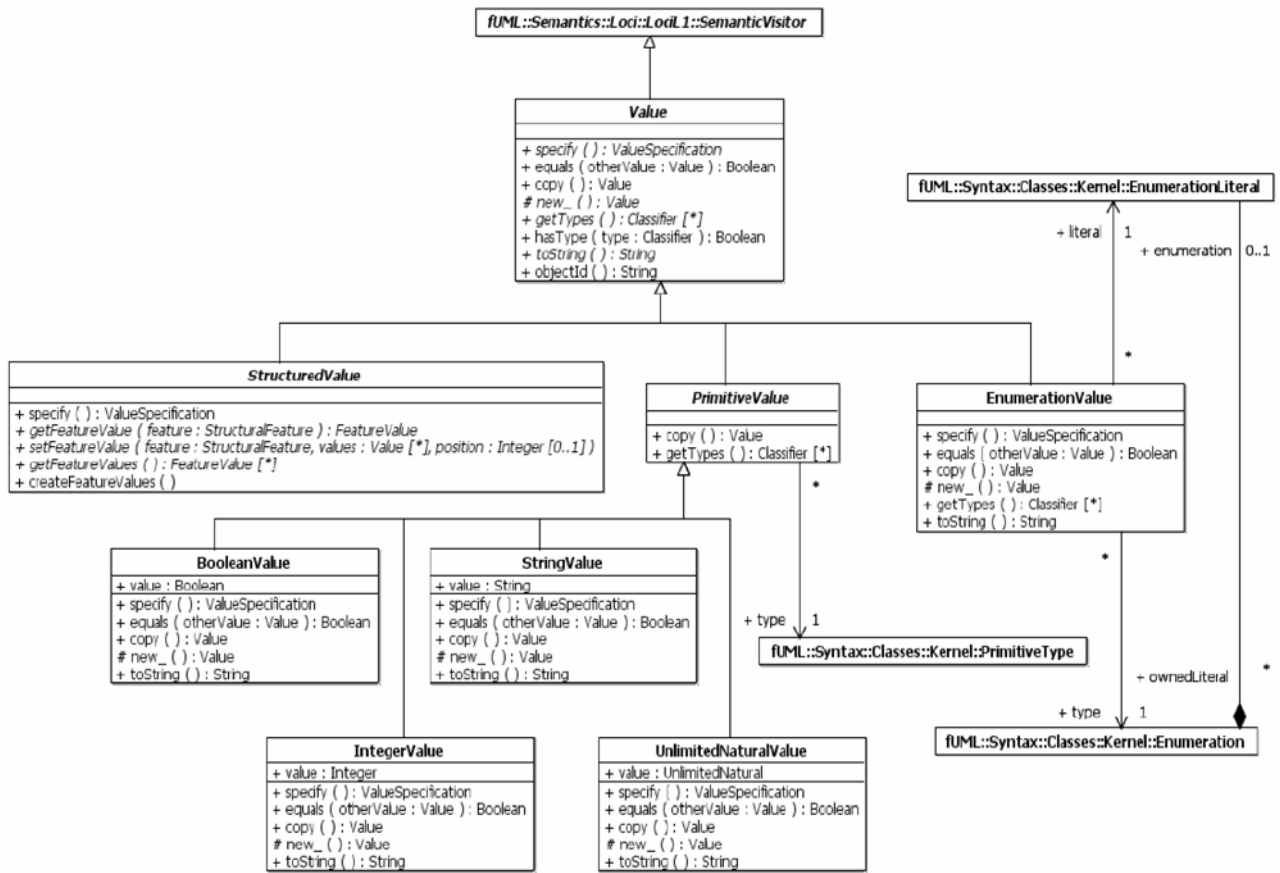 fUML::Semantics::Loci::LociL1::SemanticVisitor
Value
+ specify ( ) : ValueSpecification
+ equals ( otherValue : Value ) : Boolean
+ copy ( ) : Value
# new_ ( ) : Value
+ getTypes ( ) : Classifier [*]
+ hasType ( type : Classifier ) : Boolean
+ toString ( ) : String
+ objectId ( ) : String
fUML::Syntax::Classes::Kernel::EnumerationLiteral
+ literal 1
+ enumeration 0..1
*
StructuredValue
+ specify ( ) : ValueSpecification
+ getFeatureValue ( feature : StructuralFeature ) : FeatureValue
+ setFeatureValue ( feature : StructuralFeature, values : Value [*], position : Integer [0..1] )
+ getFeatureValues ( ) : FeatureValue [*]
+ createFeatureValues ( )
PrimitiveValue
+ copy ( ) : Value
+ getTypes ( ) : Classifier [*]
*
EnumerationValue
+ specify ( ) : ValueSpecification
+ equals ( otherValue : Value ) : Boolean
+ copy ( ) : Value
# new_ ( ) : Value
+ getTypes ( ) : Classifier [*]
+ toString ( ) : String
*
BooleanValue
+ value : Boolean
+ specify ( ) : ValueSpecification
+ equals ( otherValue : Value ) : Boolean
+ copy ( ) : Value
# new_ ( ) : Value
+ toString ( ) : String
StringValue
+ value : String
+ specify ( ) : ValueSpecification
+ equals ( otherValue : Value ) : Boolean
+ copy ( ) : Value
# new_ ( ) : Value
+ toString ( ) : String
+ type 1
fUML::Syntax::Classes::Kernel::PrimitiveType
+ ownedLiteral *
+ type 1
fUML::Syntax::Classes::Kernel::Enumeration
IntegerValue
+ value : Integer
+ specify ( ) : ValueSpecification
+ equals ( otherValue : Value ) : Boolean
+ copy ( ) : Value
# new_ ( ) : Value
+ toString ( ) : String
UnlimitedNaturalValue
+ value : UnlimitedNatural
+ specify ( ) : ValueSpecification
+ equals ( otherValue : Value ) : Boolean
+ copy ( ) : Value
# new_ ( ) : Value
+ toString ( ) : String